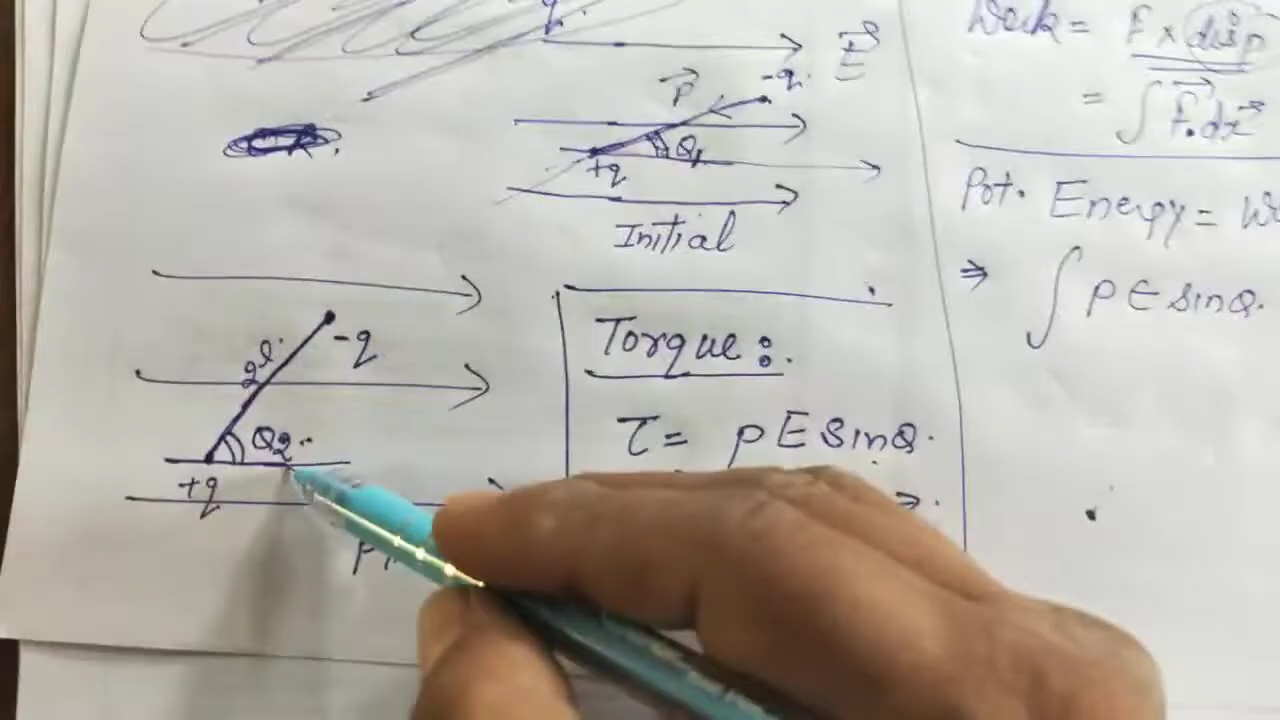 q.
E
P
-q.
θ1
+q
Initial
2l.
-q
θ2.
+q
Torque :.
τ = pE sinθ.
Work = F × disp
= ∫ F.dx
Pot. Energy = W
⇒ ∫ PE sinθ.